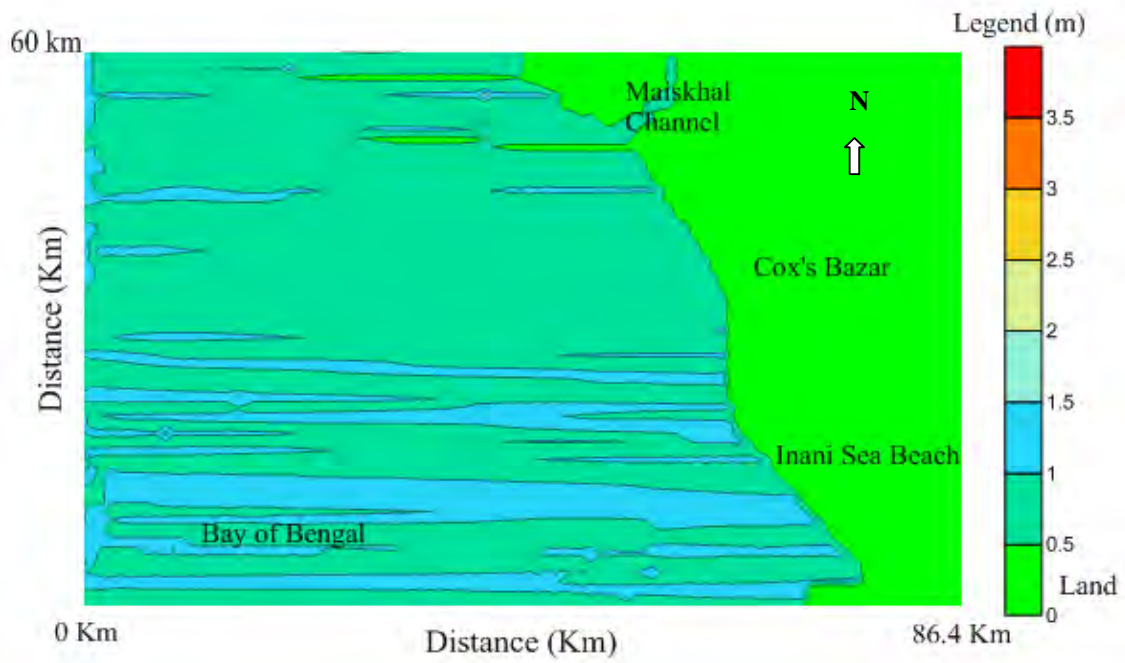 Legend (m)
60 km
Maiskhal
Channel
N
3.5
3
2.5
2
1.5
1
0.5
0
Distance (Km)
Cox's Bazar
Inani Sea Beach
Bay of Bengal
Land
0 Km
Distance (Km)
86.4 Km